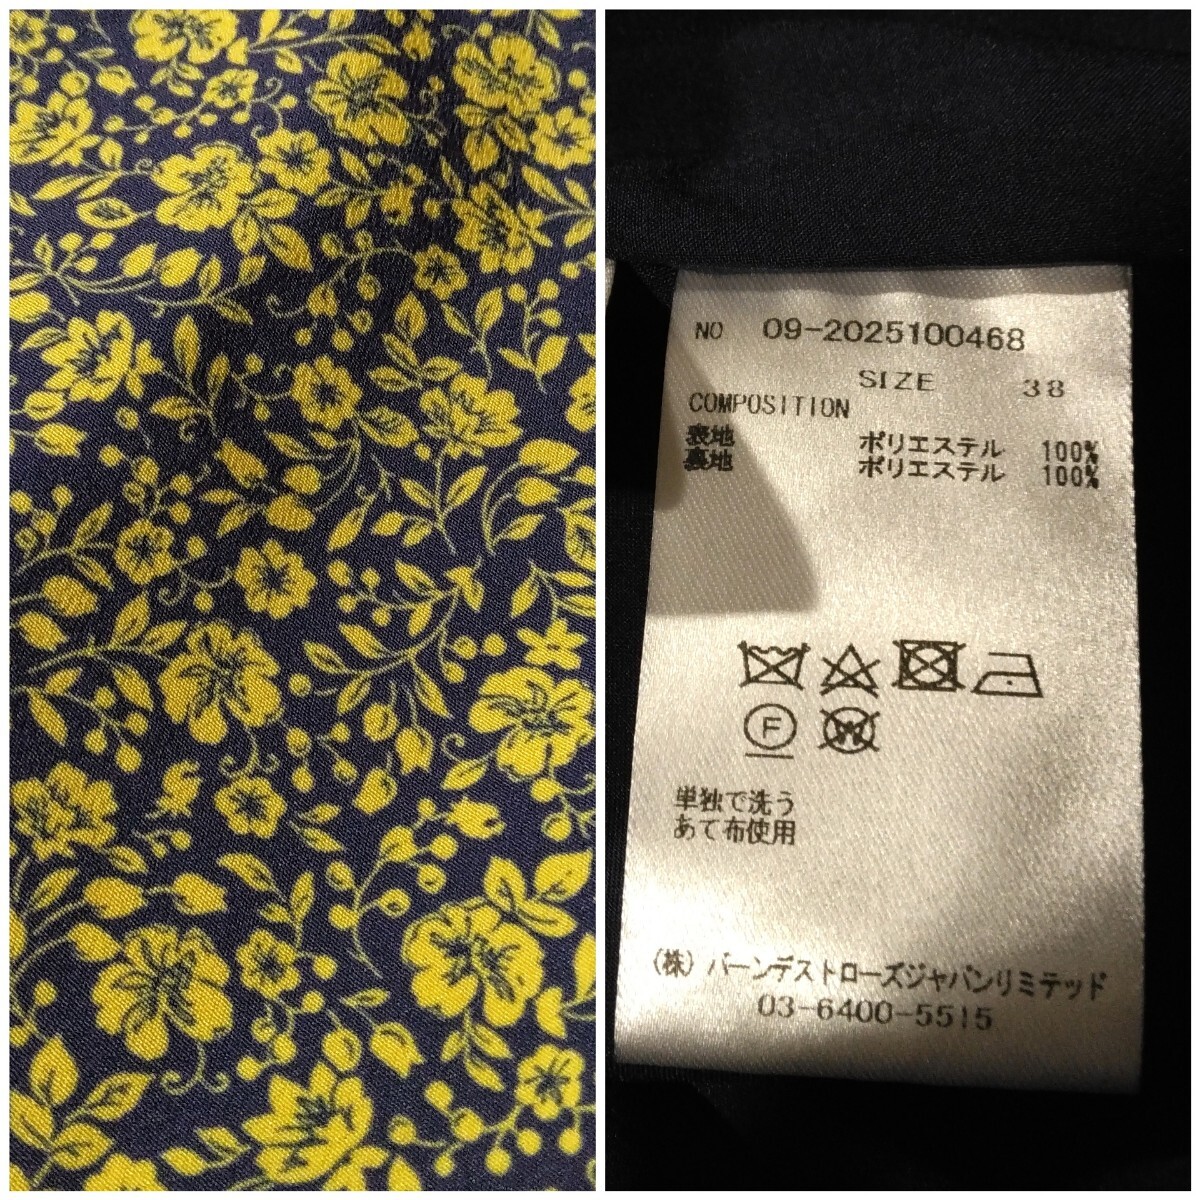 NO 09-2025100468
SIZE 38
COMPOSITION
表地 ポリエステル 100%
裏地 ポリエステル 100%
F
W
単独で洗う
あて布使用
(株) バーンデストローズジャパンリミテッド
03-6400-5515